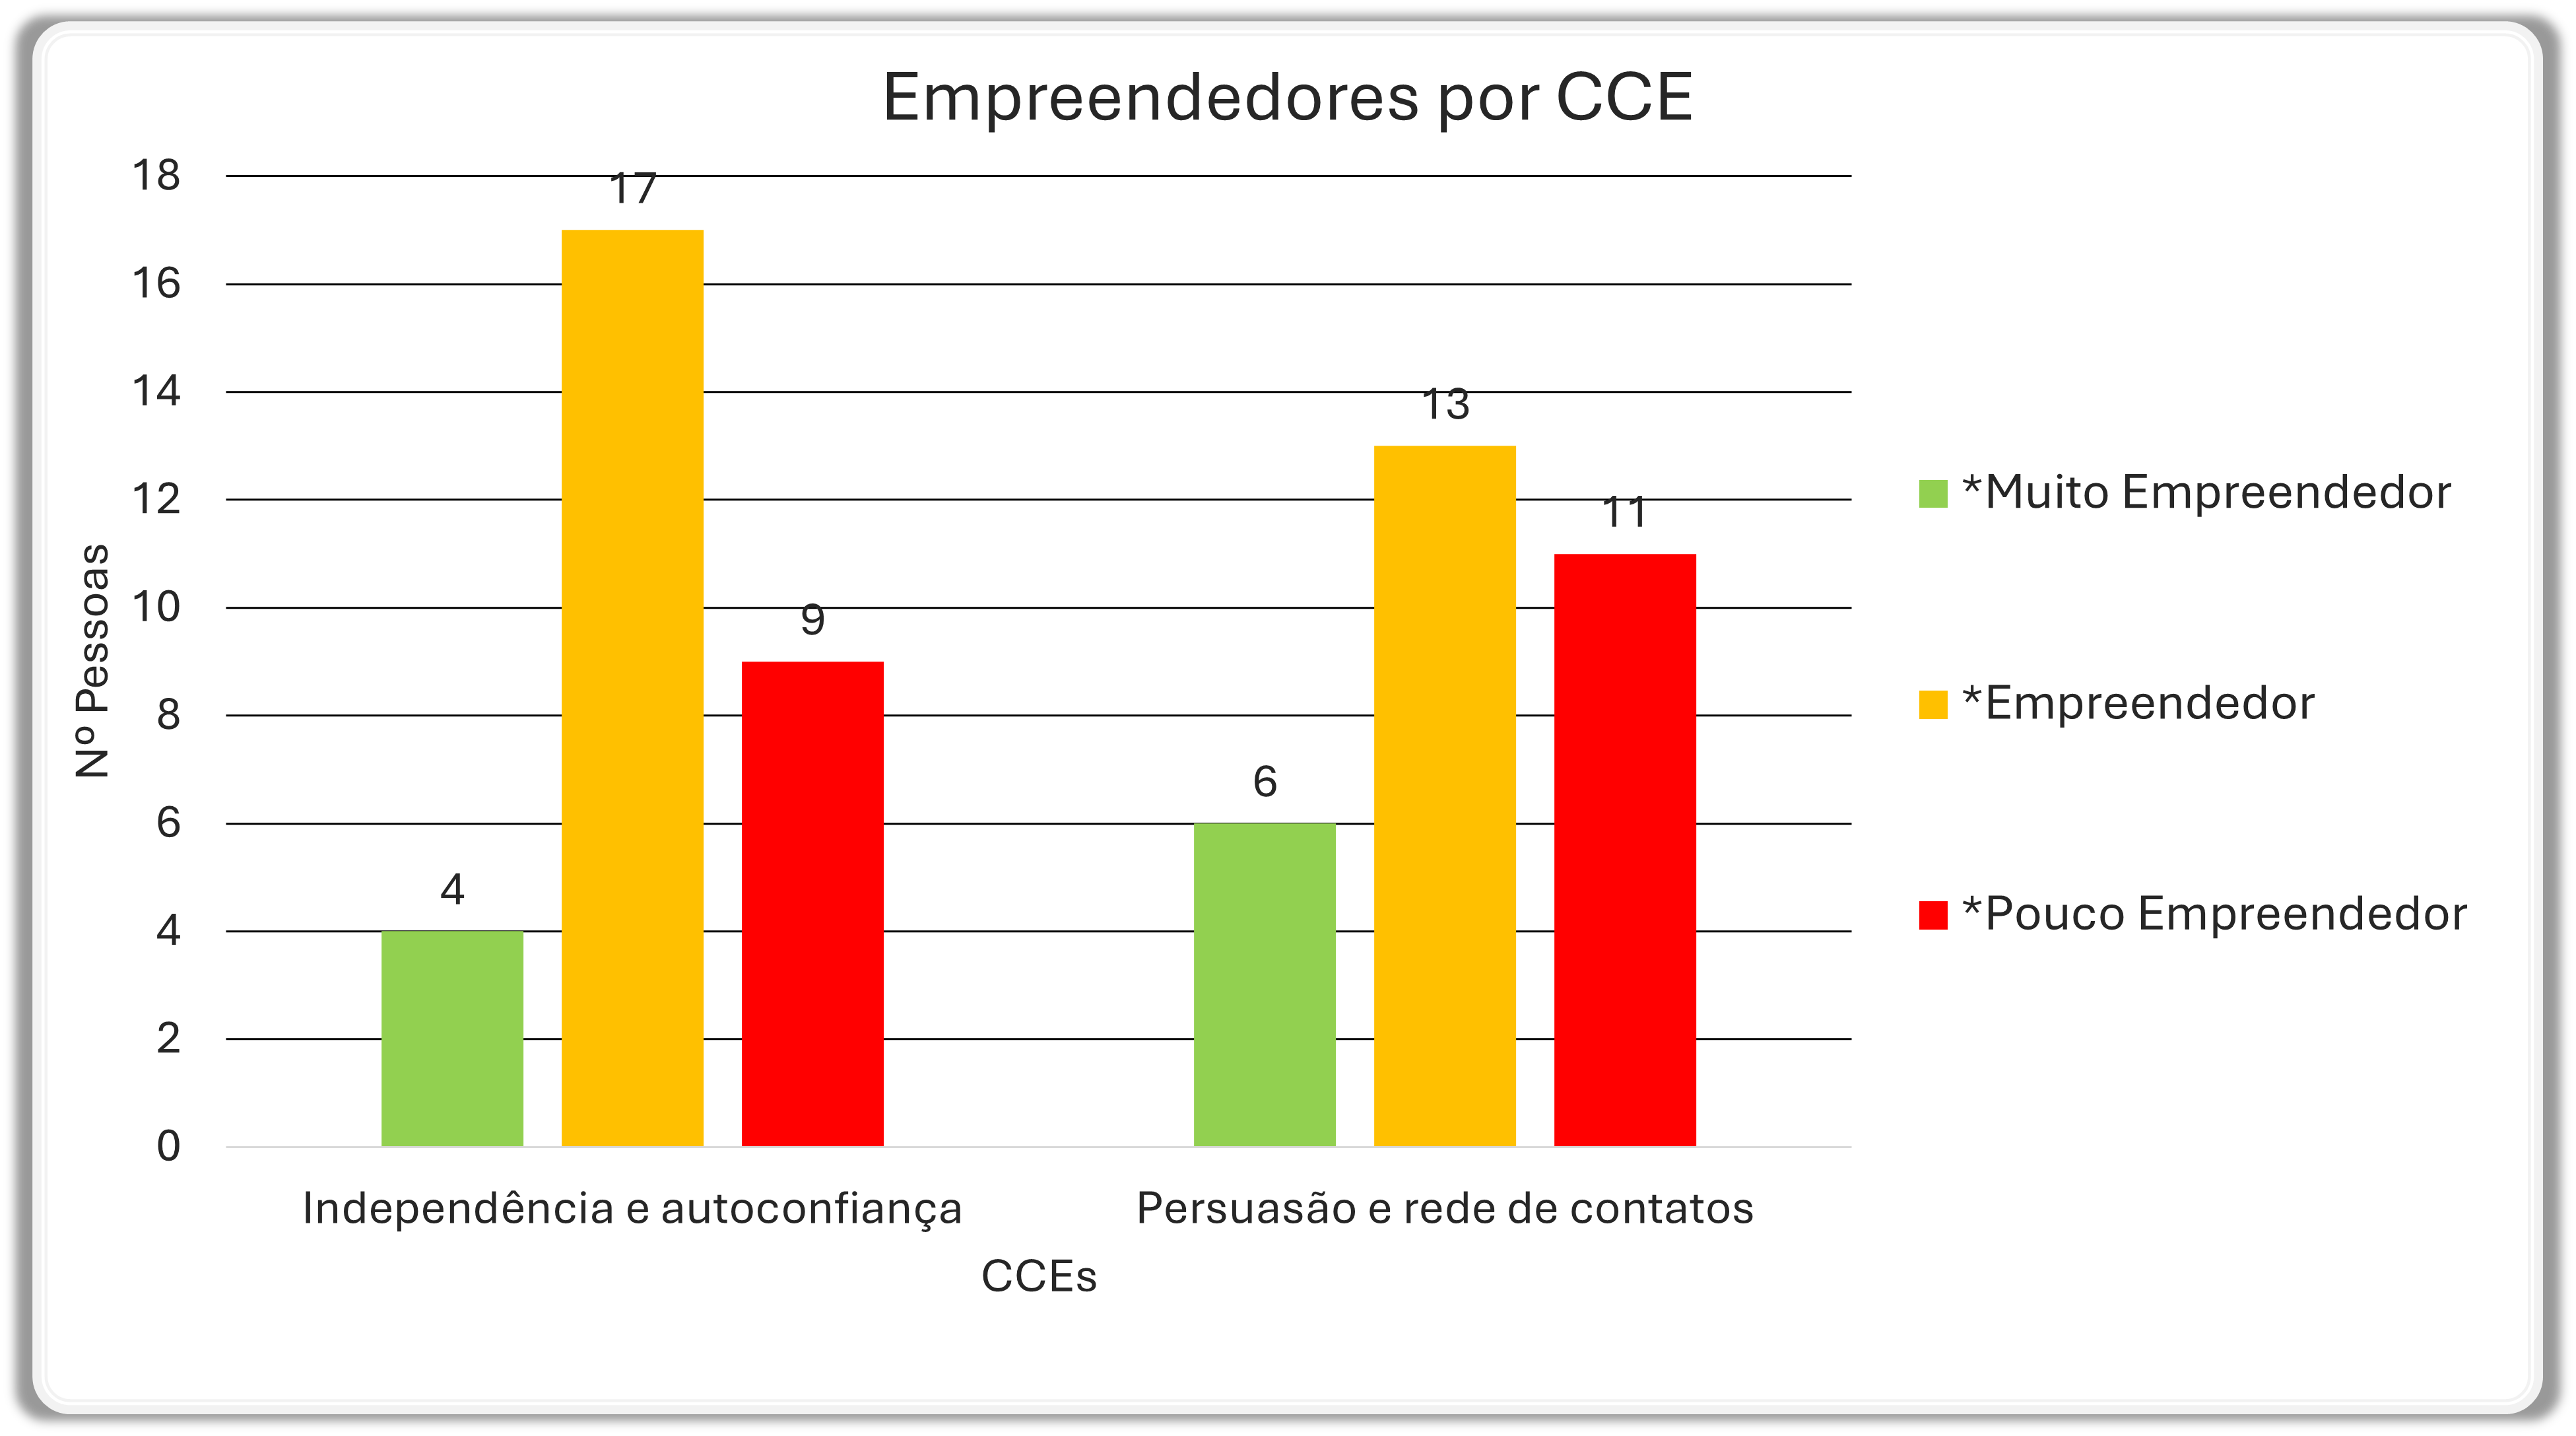 Empreendedores por CCE
18
16
14
12
10
8
6
4
2
0
Nº Pessoas
17
13
11
9
6
4
Independência e autoconfiança
Persuasão e rede de contatos
CCEs
*Muito Empreendedor
*Empreendedor
*Pouco Empreendedor